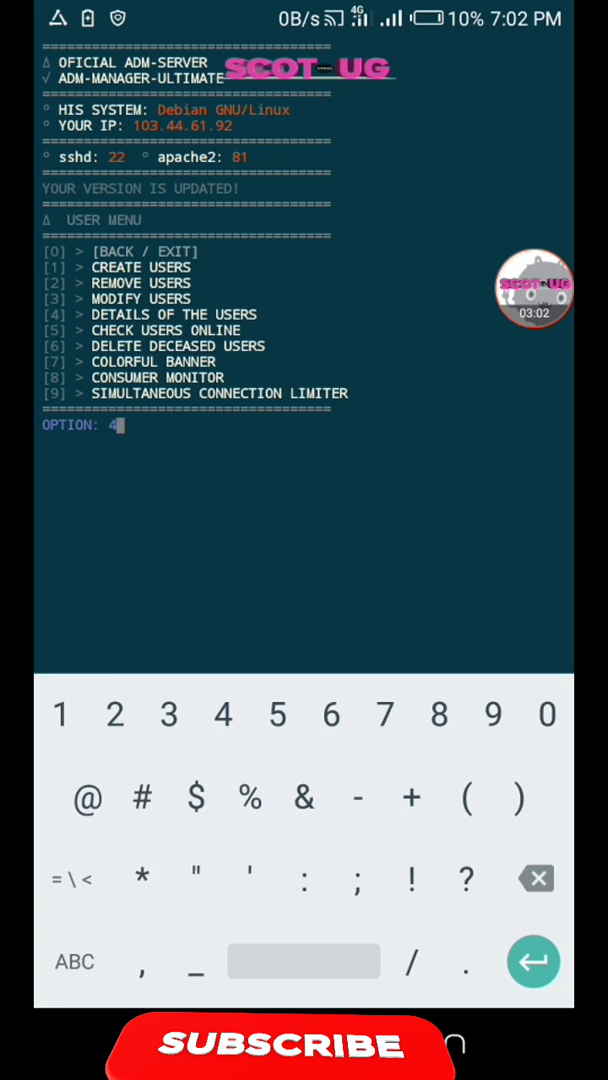 0B/s 4G 10% 7:02 PM
=================================
∆ OFICIAL ADM-SERVER
√ ADM-MANAGER-ULTIMATE SCOT-UG
=================================
° HIS SYSTEM: Debian GNU/Linux
° YOUR IP: 103.44.61.92
=================================
° sshd: 22 ° apache2: 81
=================================
YOUR VERSION IS UPDATED!
=================================
∆ USER MENU
=================================
[0] > [BACK / EXIT]
[1] > CREATE USERS
[2] > REMOVE USERS
[3] > MODIFY USERS
[4] > DETAILS OF THE USERS
[5] > CHECK USERS ONLINE
[6] > DELETE DECEASED USERS
[7] > COLORFUL BANNER
[8] > CONSUMER MONITOR
[9] > SIMULTANEOUS CONNECTION LIMITER
=================================
OPTION: 4
SCOT-UG
03:02
1 2 3 4 5 6 7 8 9 0
@ # $ % & - + ( )
= \ < * " ' : ; ! ?
ABC , _ / .
SUBSCRIBE